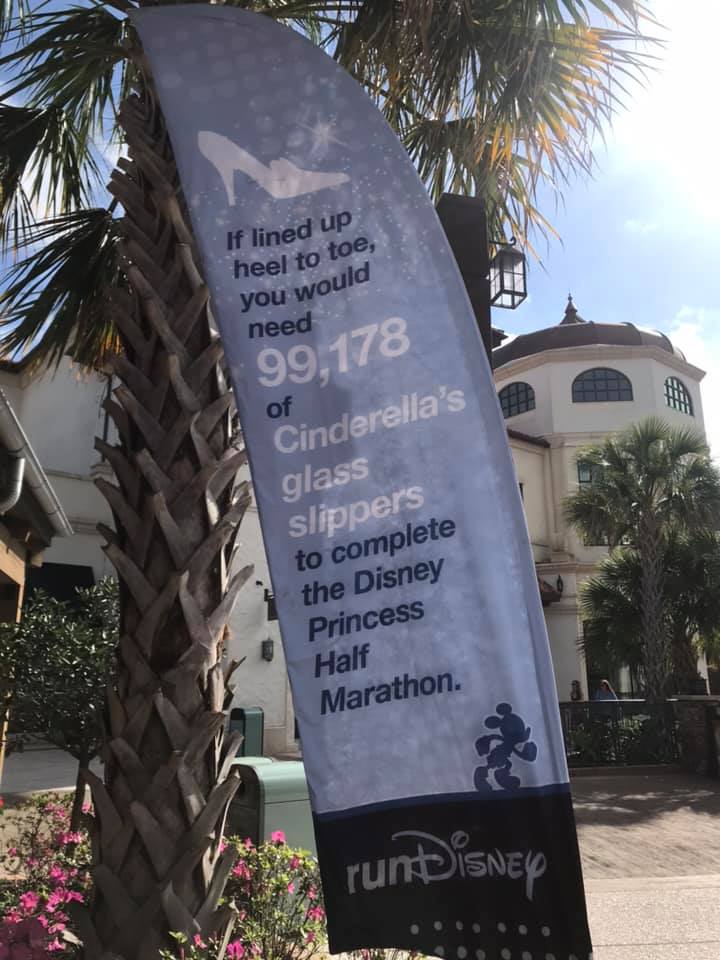 If lined up
heel to toe,
you would
need
99,178
of
Cinderella's
glass
slippers
to complete
the Disney
Princess
Half
Marathon.
runDisney